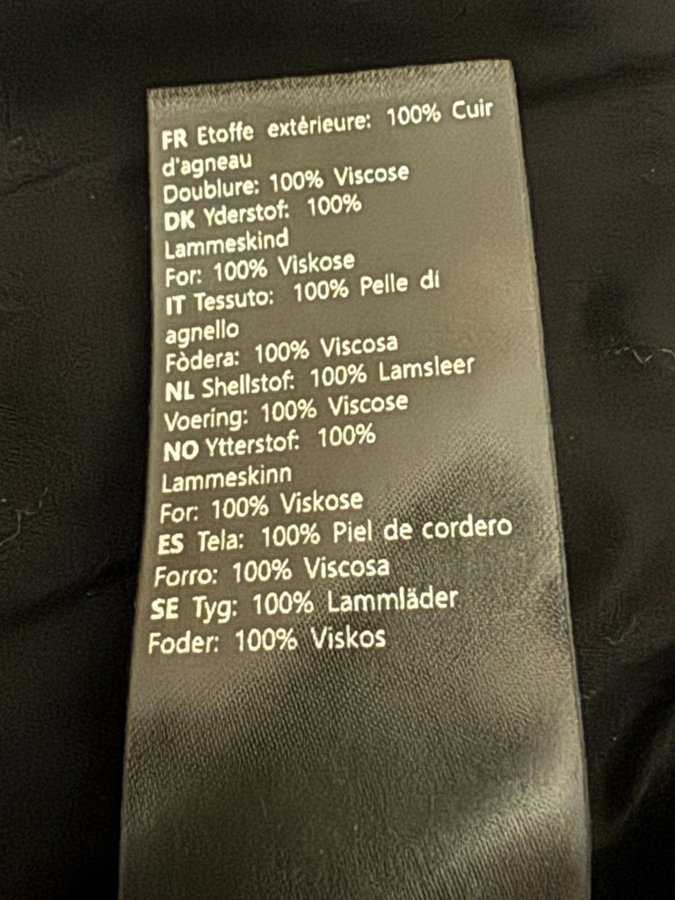 FR Etoffe extérieure: 100% Cuir
d'agneau
Doublure: 100% Viscose
DK Yderstof: 100%
Lammeskind
For: 100% Viskose
IT Tessuto: 100% Pelle di
agnello
Fòdera: 100% Viscosa
NL Shellstof: 100% Lamsleer
Voering: 100% Viscose
NO Ytterstof: 100%
Lammeskinn
For: 100% Viskose
ES Tela: 100% Piel de cordero
Forro: 100% Viscosa
SE Tyg: 100% Lammläder
Foder: 100% Viskos